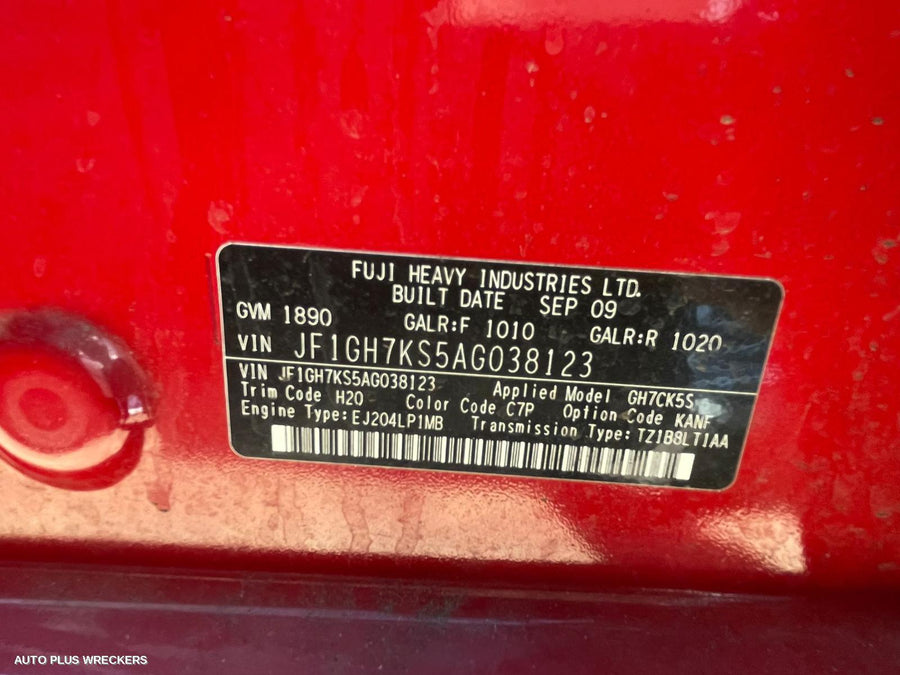 FUJI HEAVY INDUSTRIES LTD.
BUILT DATE SEP 09
GVM 1890 GALR:F 1010 GALR:R 1020
VIN JF1GH7KS5AG038123
VIN JF1GH7KS5AG038123 Applied Model GH7CK5S
Trim Code H20 Color Code C7P Option Code KANF
Engine Type:EJ204LP1MB Transmission Type:TZ1B8LT1AA
AUTO PLUS WRECKERS